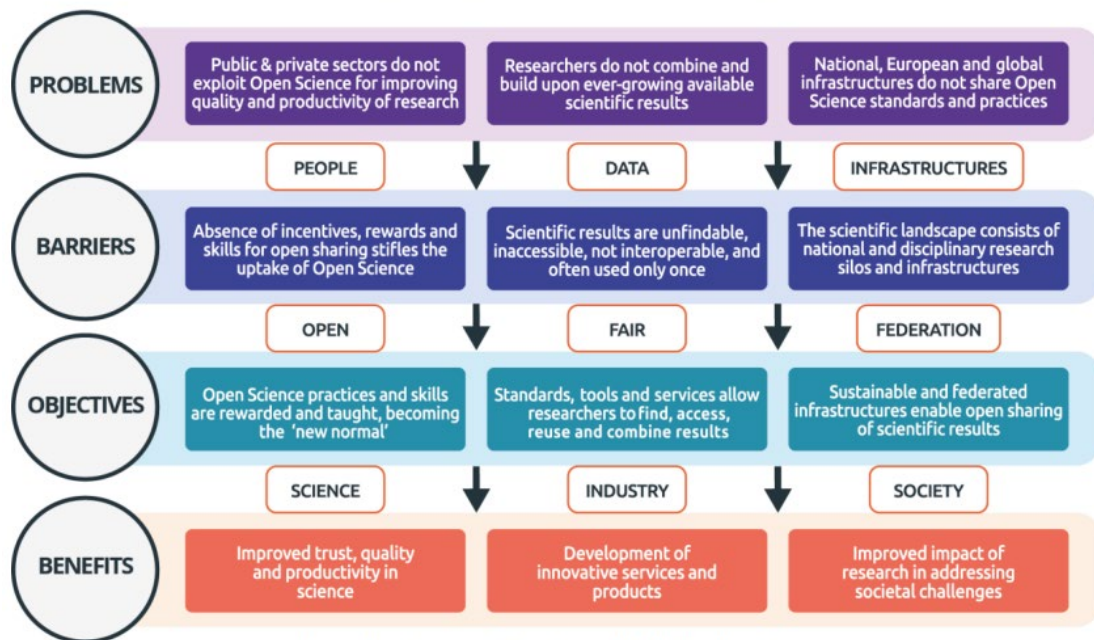 PROBLEMS
Public & private sectors do not
exploit Open Science for improving
quality and productivity of research
Researchers do not combine and
build upon ever-growing available
scientific results
National, European and global
infrastructures do not share Open
Science standards and practices
PEOPLE
DATA
INFRASTRUCTURES
BARRIERS
Absence of incentives, rewards and
skills for open sharing stifles the
uptake of Open Science
Scientific results are unfindable,
inaccessible, not interoperable, and
often used only once
The scientific landscape consists of
national and disciplinary research
silos and infrastructures
OPEN
FAIR
FEDERATION
OBJECTIVES
Open Science practices and skills
are rewarded and taught, becoming
the ‘new normal’
Standards, tools and services allow
researchers to find, access,
reuse and combine results
Sustainable and federated
infrastructures enable open sharing
of scientific results
SCIENCE
INDUSTRY
SOCIETY
BENEFITS
Improved trust, quality
and productivity in
science
Development of
innovative services and
products
Improved impact of
research in addressing
societal challenges